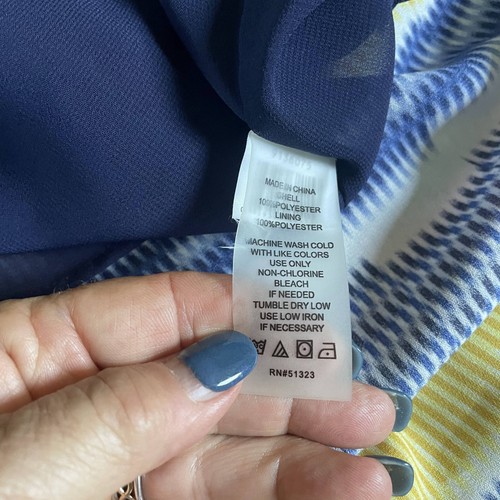 MADE IN CHINA
SHELL
100%POLYESTER
LINING
100%POLYESTER
MACHINE WASH COLD
WITH LIKE COLORS
USE ONLY
NON-CHLORINE
BLEACH
IF NEEDED
TUMBLE DRY LOW
USE LOW IRON
IF NECESSARY
RN#51323